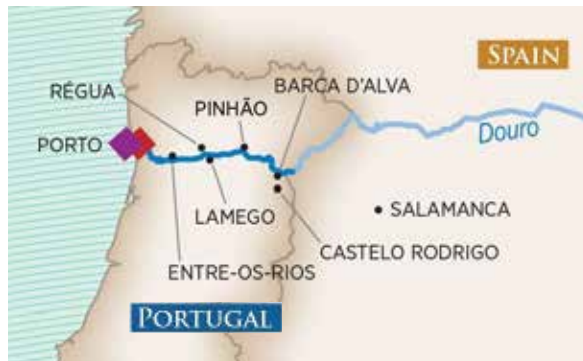 SPAIN
RÉGUA
BARCA D'ALVA
PINHÃO
PORTO
Douro
LAMEGO
SALAMANCA
CASTELO RODRIGO
ENTRE-OS-RIOS
PORTUGAL